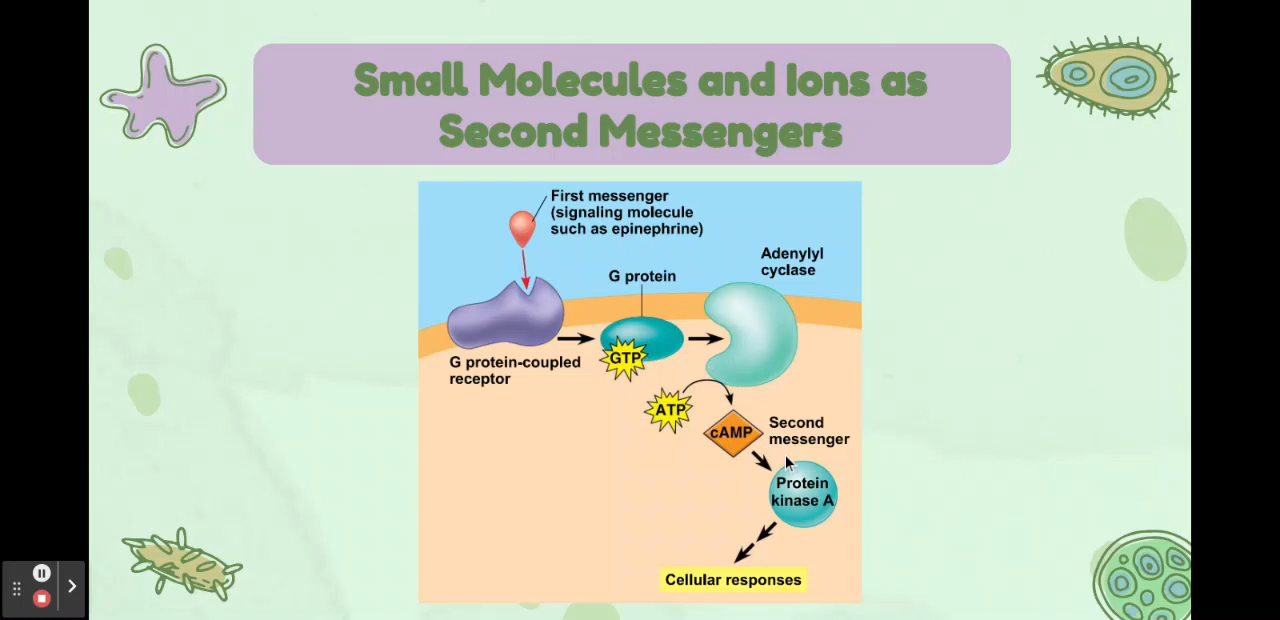 Small Molecules and Ions as
Second Messengers
First messenger
(signaling molecule
such as epinephrine)
Adenylyl
cyclase
G protein
GTP
G protein-coupled
receptor
ATP
cAMP
Second
messenger
Protein
kinase A
Cellular responses